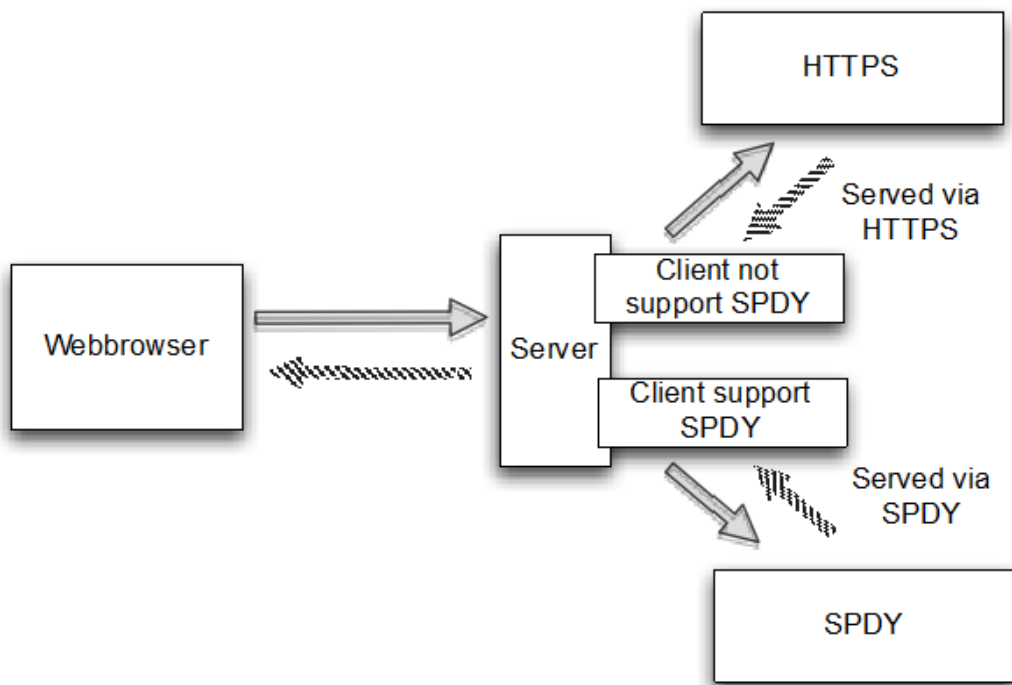 HTTPS
Served via
HTTPS
Client not
support SPDY
Webbrowser
Server
Client support
SPDY
Served via
SPDY
SPDY